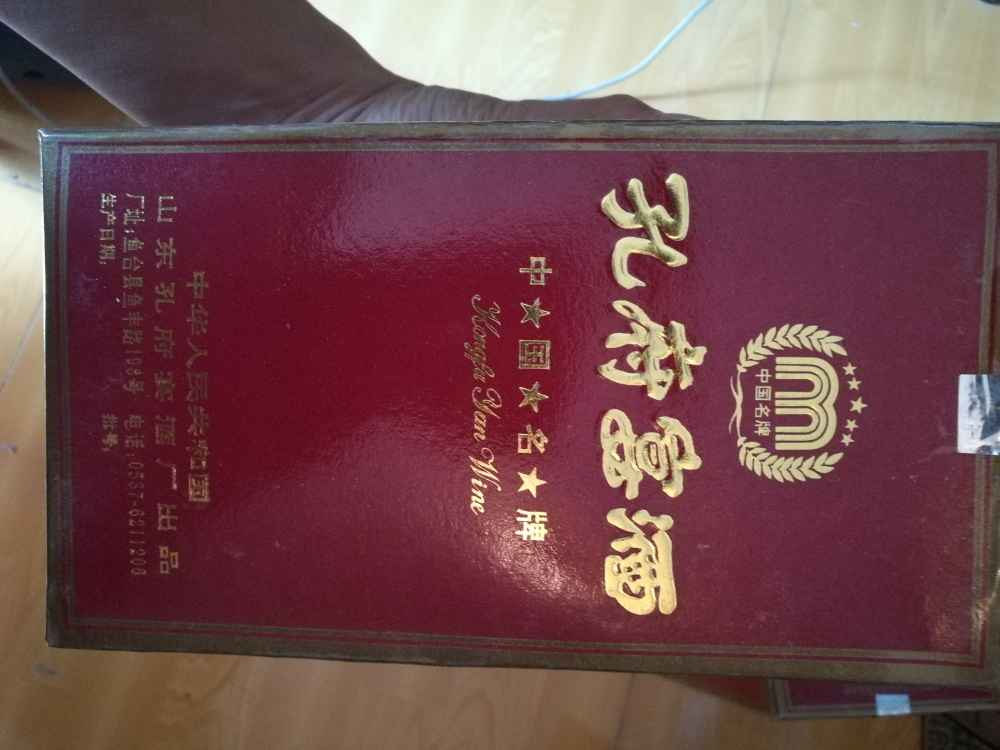 中国名牌
孔府宴酒
中★国★名★牌
Kongfu Yan Wine
中华人民共和国
山东孔府宴酒厂出品
厂址:鱼台县鱼丰路198号 电话:0537-6211208
生产日期: 批号: